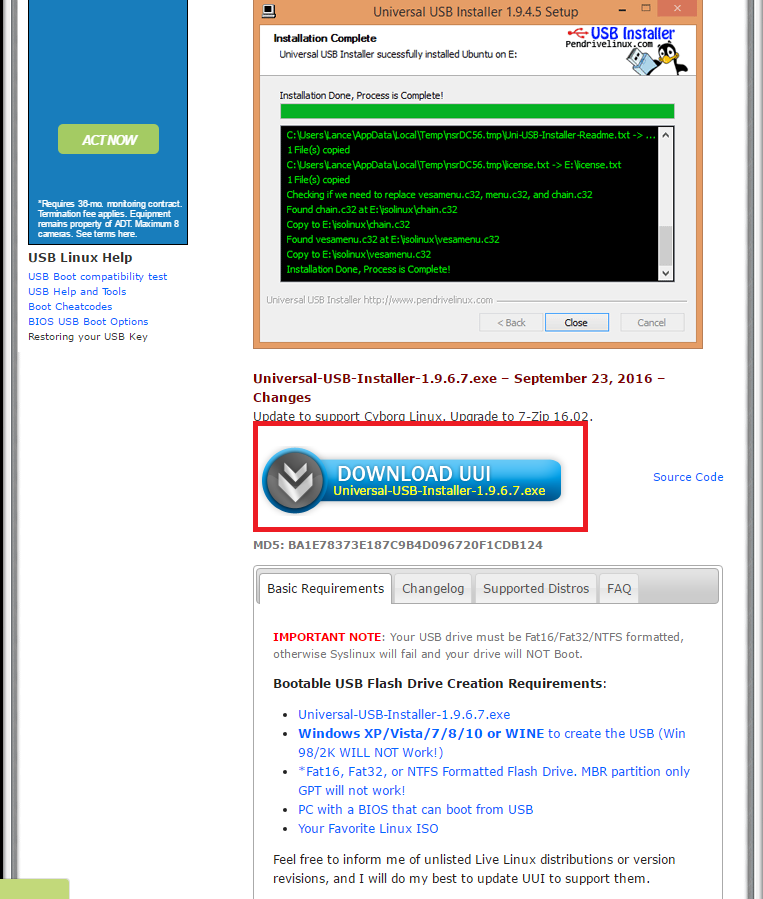 ACT NOW
*Requires 36-mo. monitoring contract.
Termination fee applies. Equipment
remains property of ADT. Maximum 8
cameras. See terms here.
USB Linux Help
USB Boot compatibility test
USB Help and Tools
Boot Cheatcodes
BIOS USB Boot Options
Restoring your USB Key
Universal USB Installer 1.9.4.5 Setup
Installation Complete
Universal USB Installer sucessfully installed Ubuntu on E:
USB Installer
Pendrivelinux.com
Installation Done, Process is Complete!
C:\Users\Lance\AppData\Local\Temp\nsrDC56.tmp\Uni-USB-Installer-Readme.txt -> ...
1 File(s) copied
C:\Users\Lance\AppData\Local\Temp\nsrDC56.tmp\license.txt -> E:\license.txt
1 File(s) copied
Checking if we need to replace vesamenu.c32, menu.c32, and chain.c32
Found chain.c32 at E:\isolinux\chain.c32
Copy to E:\isolinux\chain.c32
Found vesamenu.c32 at E:\isolinux\vesamenu.c32
Copy to E:\isolinux\vesamenu.c32
Installation Done, Process is Complete!
Universal USB Installer http://www.pendrivelinux.com
< Back
Close
Cancel
Universal-USB-Installer-1.9.6.7.exe – September 23, 2016 –
Changes
Update to support Cyborg Linux. Upgrade to 7-Zip 16.02.
DOWNLOAD UUI
Universal-USB-Installer-1.9.6.7.exe
Source Code
MD5: BA1E78373E187C9B4D096720F1CDB124
Basic Requirements
Changelog
Supported Distros
FAQ
IMPORTANT NOTE: Your USB drive must be Fat16/Fat32/NTFS formatted,
otherwise Syslinux will fail and your drive will NOT Boot.
Bootable USB Flash Drive Creation Requirements:
• Universal-USB-Installer-1.9.6.7.exe
• Windows XP/Vista/7/8/10 or WINE to create the USB (Win
98/2K WILL NOT Work!)
• *Fat16, Fat32, or NTFS Formatted Flash Drive. MBR partition only
GPT will not work!
• PC with a BIOS that can boot from USB
• Your Favorite Linux ISO
Feel free to inform me of unlisted Live Linux distributions or version
revisions, and I will do my best to update UUI to support them.